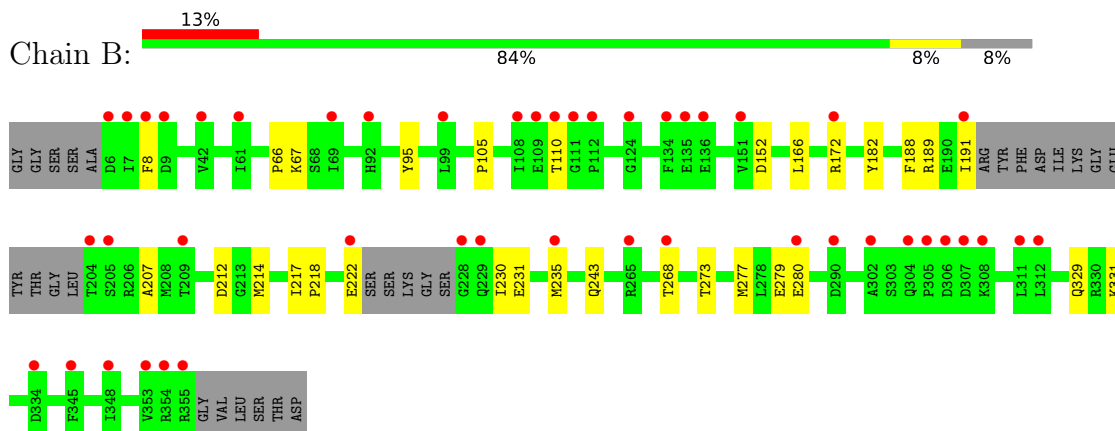 13%
Chain B:
84% 8% 8%
GLY GLY SER SER ALA D6 I7 F8 D9 V42 I61 P66 K67 S68 I69 H92 Y95 L99 P105 I108 E109 T110 G111 P112 G124 F134 E135 E136 V151 D152 L166 R172 Y182 F188 R189 E190 I191 ARG TYR PHE ASP ILE LYS GLY GLU
TYR THR GLY LEU T204 S205 R206 A207 M208 T209 D212 G213 M214 I217 P218 E222 SER SER LYS GLY SER G228 Q229 I230 E231 M235 Q243 R265 T268 T273 M277 L278 E279 E280 D290 A302 S303 Q304 P305 D306 D307 K308 L311 L312 Q329 R330 K331
D334 F345 I348 V353 R354 R355 GLY VAL LEU SER THR ASP